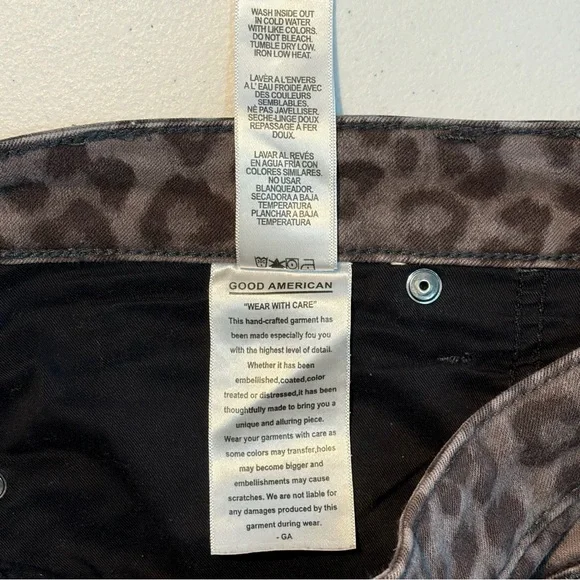 WASH INSIDE OUT
IN COLD WATER
WITH LIKE COLORS.
DO NOT BLEACH.
TUMBLE DRY LOW.
IRON LOW HEAT.
LAVÈR A L'ENVERS
A L' EAU FROIDE AVEC
DES COULEURS
SEMBLABLES.
NE PAS JAVELLISER.
SECHE-LINGE DOUX
REPASSAGE A FER
DOUX.
LAVAR AL REVÉS
EN AGUA FRÍA CON
COLORES SIMILARES.
NO USAR
BLANQUEADOR.
SECADORA A BAJA
TEMPERATURA
PLANCHAR A BAJA
TEMPERATURA
GOOD AMERICAN
"WEAR WITH CARE"
This hand-crafted garment has
been made especially fou you
with the highest level of detail.
Whether it has been
embellished,coated,color
treated or distressed,it has been
thoughtfully made to bring you a
unique and alluring piece.
Wear your garments with care as
some colors may transfer,holes
may become bigger and
embellishments may cause
scratches. We are not liable for
any damages produced by this
garment during wear.
- GA